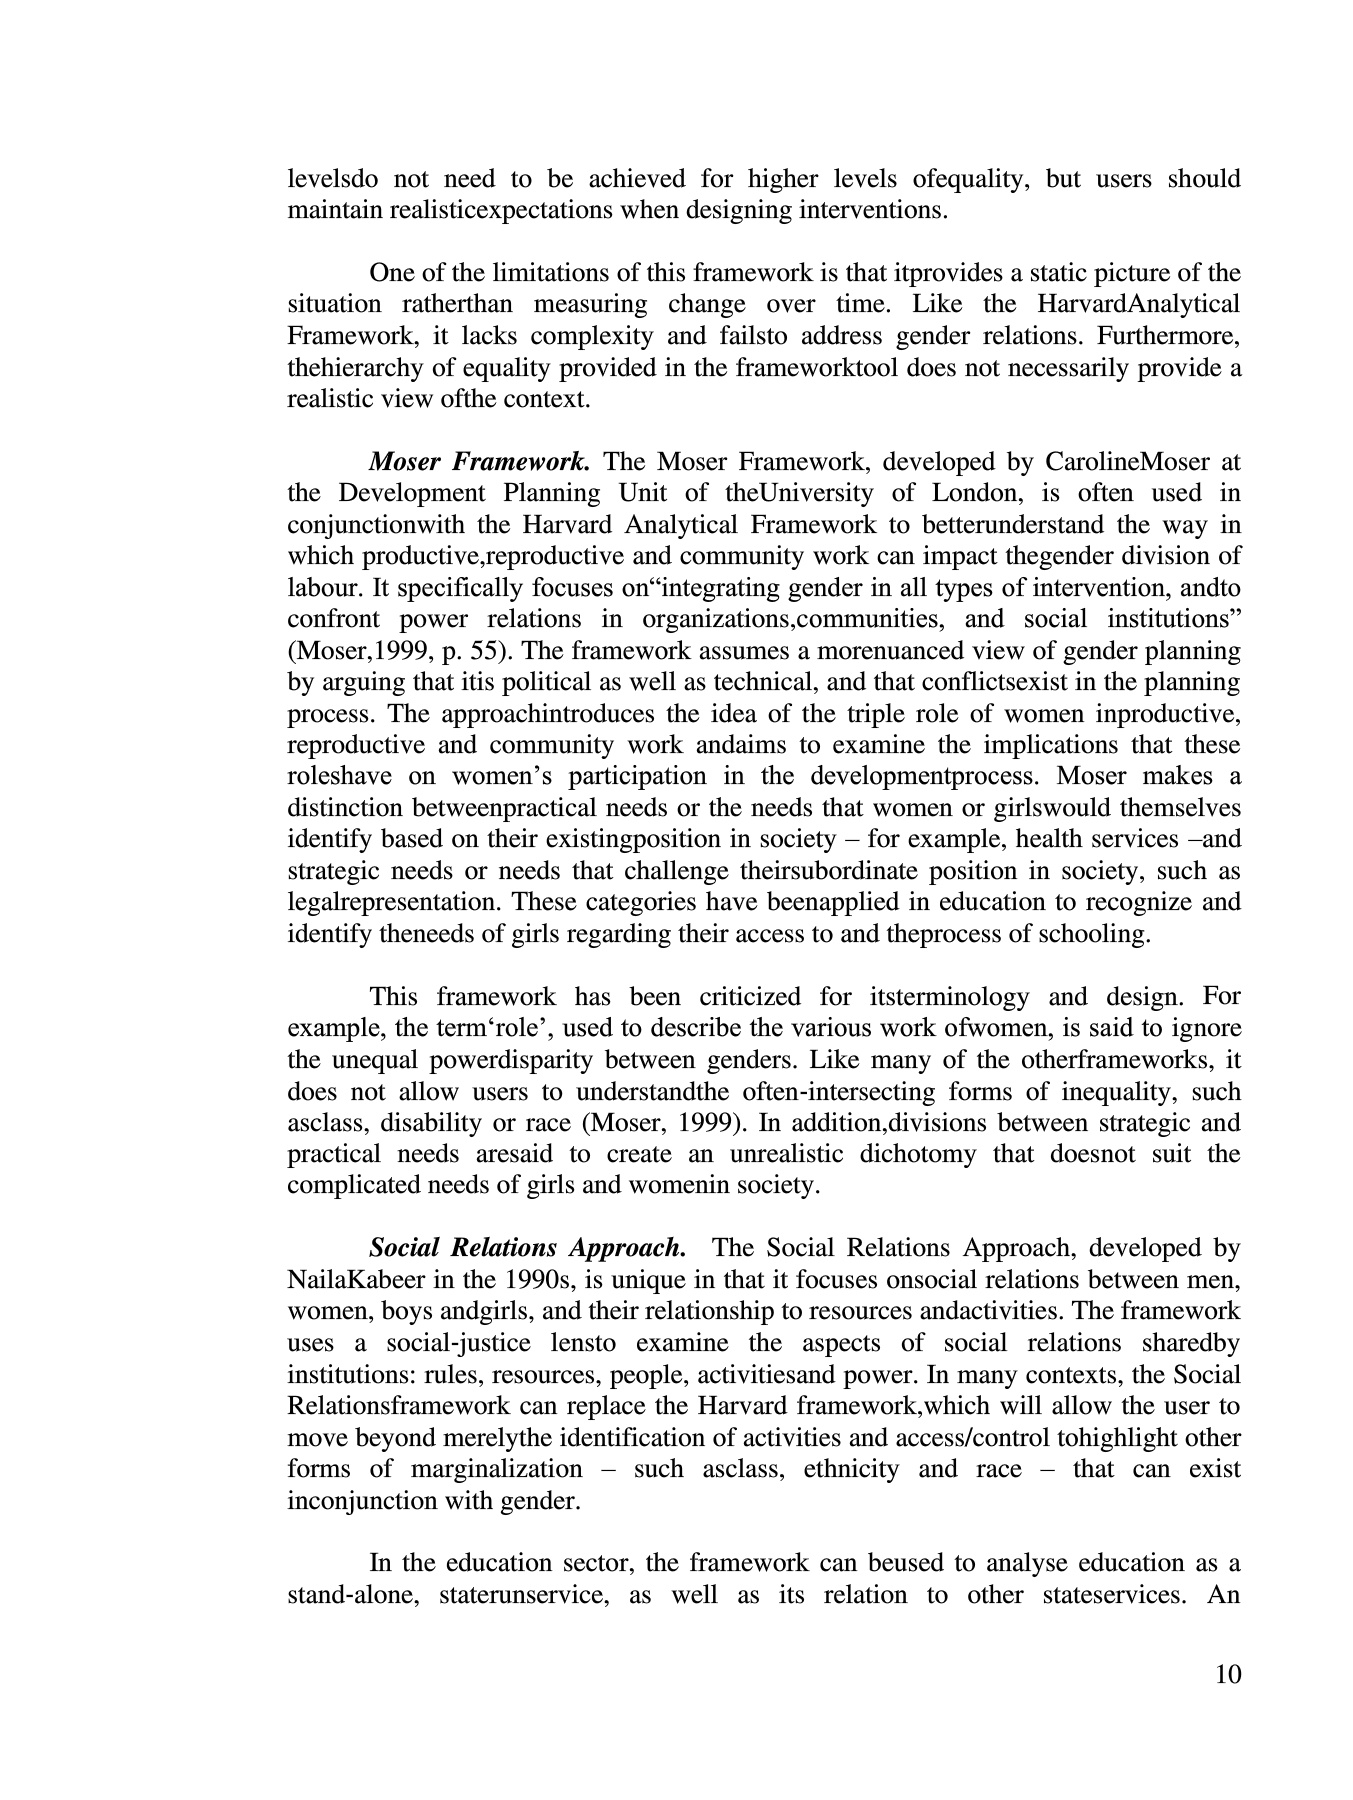 levelsdo not need to be achieved for higher levels ofequality, but users should
maintain realisticexpectations when designing interventions.
One of the limitations of this framework is that itprovides a static picture of the
situation ratherthan measuring change over time. Like the HarvardAnalytical
Framework, it lacks complexity and failsto address gender relations. Furthermore,
thehierarchy of equality provided in the frameworktool does not necessarily provide a
realistic view ofthe context.
Moser Framework. The Moser Framework, developed by CarolineMoser at
the Development Planning Unit of theUniversity of London, is often used in
conjunctionwith the Harvard Analytical Framework to betterunderstand the way in
which productive,reproductive and community work can impact thegender division of
labour. It specifically focuses on“integrating gender in all types of intervention, andto
confront power relations in organizations,communities, and social institutions”
(Moser,1999, p. 55). The framework assumes a morenuanced view of gender planning
by arguing that itis political as well as technical, and that conflictsexist in the planning
process. The approachintroduces the idea of the triple role of women inproductive,
reproductive and community work andaims to examine the implications that these
roleshave on women’s participation in the developmentprocess. Moser makes a
distinction betweenpractical needs or the needs that women or girlswould themselves
identify based on their existingposition in society – for example, health services –and
strategic needs or needs that challenge theirsubordinate position in society, such as
legalrepresentation. These categories have beenapplied in education to recognize and
identify theneeds of girls regarding their access to and theprocess of schooling.
This framework has been criticized for itsterminology and design. For
example, the term‘role’, used to describe the various work ofwomen, is said to ignore
the unequal powerdisparity between genders. Like many of the otherframeworks, it
does not allow users to understandthe often-intersecting forms of inequality, such
asclass, disability or race (Moser, 1999). In addition,divisions between strategic and
practical needs aresaid to create an unrealistic dichotomy that doesnot suit the
complicated needs of girls and womenin society.
Social Relations Approach. The Social Relations Approach, developed by
NailaKabeer in the 1990s, is unique in that it focuses onsocial relations between men,
women, boys andgirls, and their relationship to resources andactivities. The framework
uses a social-justice lensto examine the aspects of social relations sharedby
institutions: rules, resources, people, activitiesand power. In many contexts, the Social
Relationsframework can replace the Harvard framework,which will allow the user to
move beyond merelythe identification of activities and access/control tohighlight other
forms of marginalization – such asclass, ethnicity and race – that can exist
inconjunction with gender.
In the education sector, the framework can beused to analyse education as a
stand-alone, staterunservice, as well as its relation to other stateservices. An
10